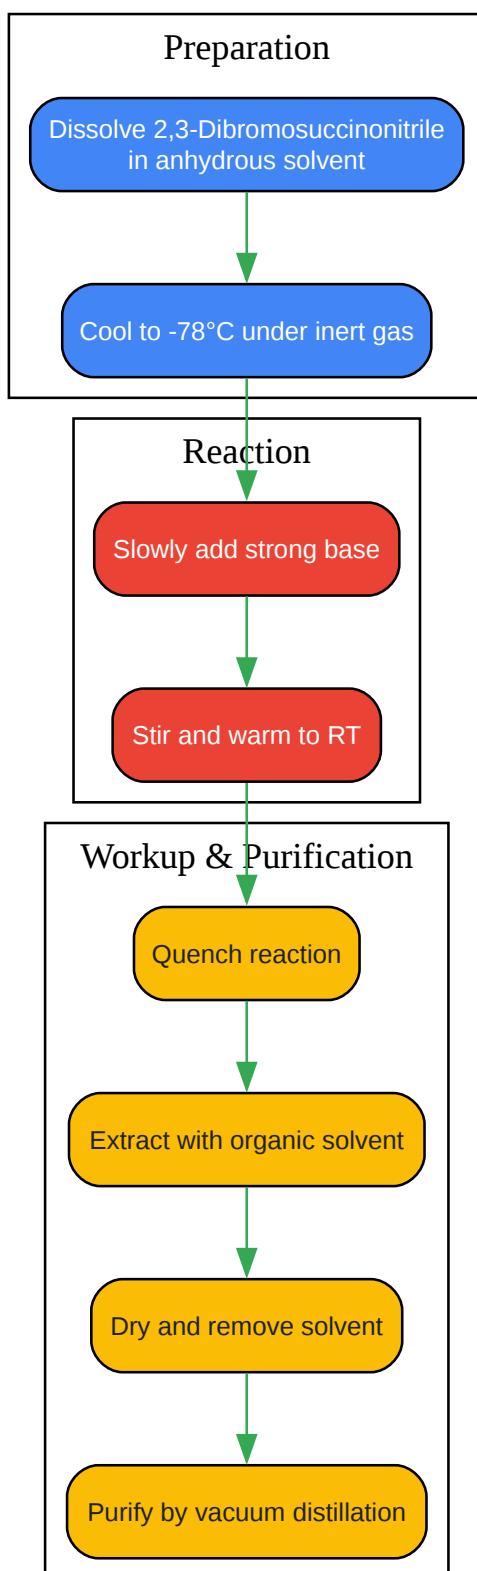 Preparation
Dissolve 2,3-Dibromosuccinonitrile
in anhydrous solvent
Cool to -78°C under inert gas
Reaction
Slowly add strong base
Stir and warm to RT
Workup & Purification
Quench reaction
Extract with organic solvent
Dry and remove solvent
Purify by vacuum distillation